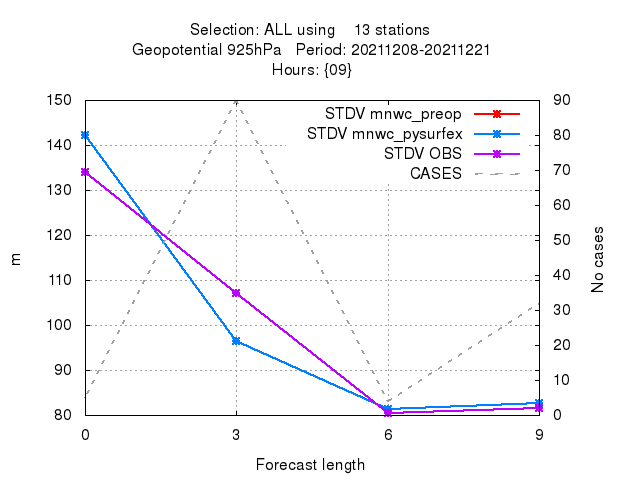 Selection: ALL using    13 stations
Geopotential 925hPa   Period: 20211208-20211221
Hours: {09}
150
140
130
120
110
100
90
80
m
90
80
70
60
50
40
30
20
10
0
No cases
STDV mnwc_preop
STDV mnwc_pysurfex
STDV OBS
CASES
0 3 6 9
Forecast length